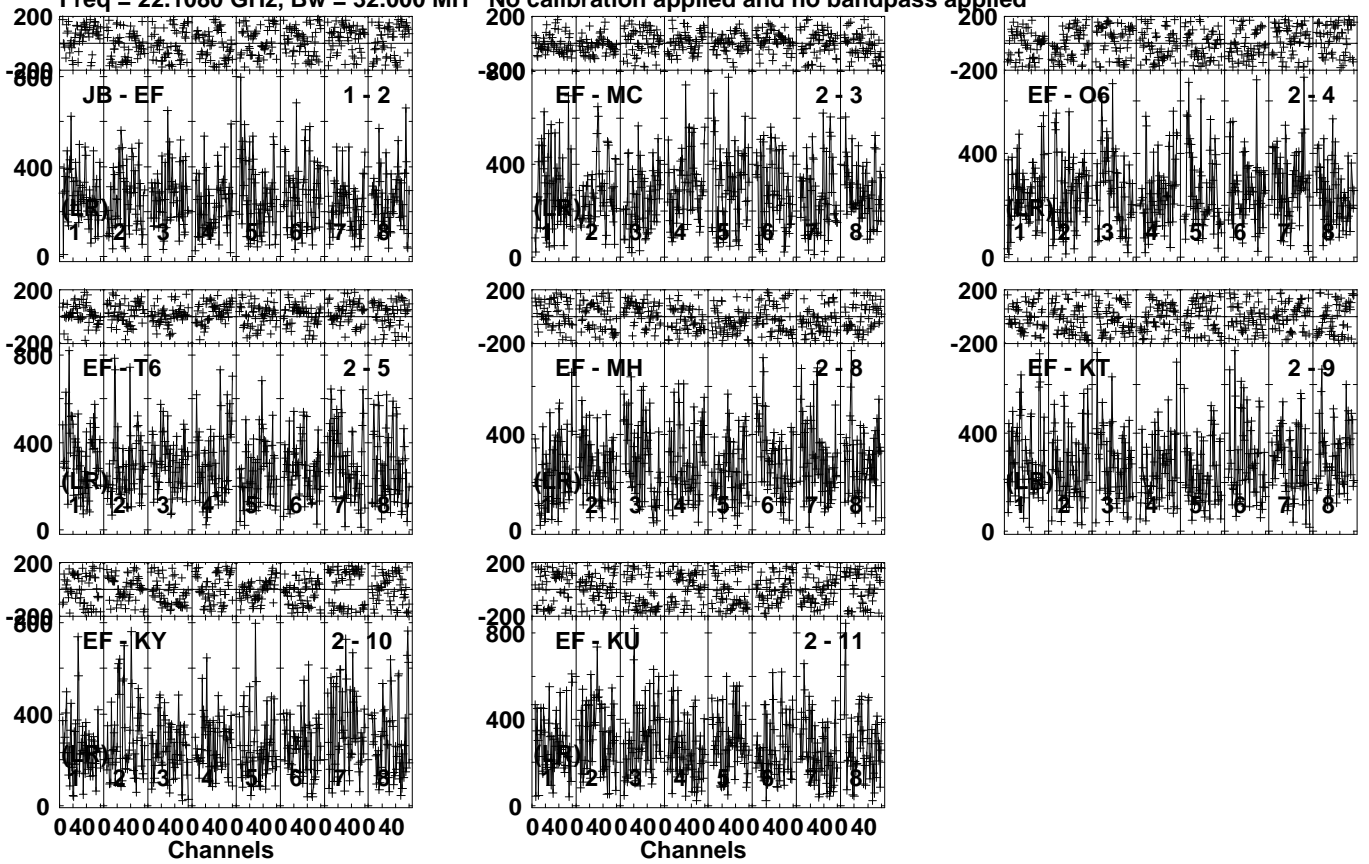 Freq = 22.1080 GHz, Bw = 32.000 MH No calibration applied and no bandpass applied
200 200 200
-200 -200
800 800 -200
JB - EF 1 - 2 EF - MC 2 - 3 EF - O6 2 - 4
400 400 400
(LR) (LR) (LR)
1 2 3 4 5 6 7 8 1 2 3 4 5 6 7 8 1 2 3 4 5 6 7 8
0 0 0
200 200 200
-200 -200 -200
800
EF - T6 2 - 5 EF - MH 2 - 8 EF - KT 2 - 9
400 400 400
(LR) (LR) (LR)
1 2 3 4 5 6 7 8 1 2 3 4 5 6 7 8 1 2 3 4 5 6 7 8
0 0 0
200 200
-200 -200
800 800
EF - KY 2 - 10 EF - KU 2 - 11
400 400
(LR) (LR)
1 2 3 4 5 6 7 8 1 2 3 4 5 6 7 8
0 0
0 40 0 40 0 40 0 40 0 40 0 40 0 40 0 40 0 40 0 40 0 40 0 40 0 40 0 40 0 40 0 40
Channels Channels